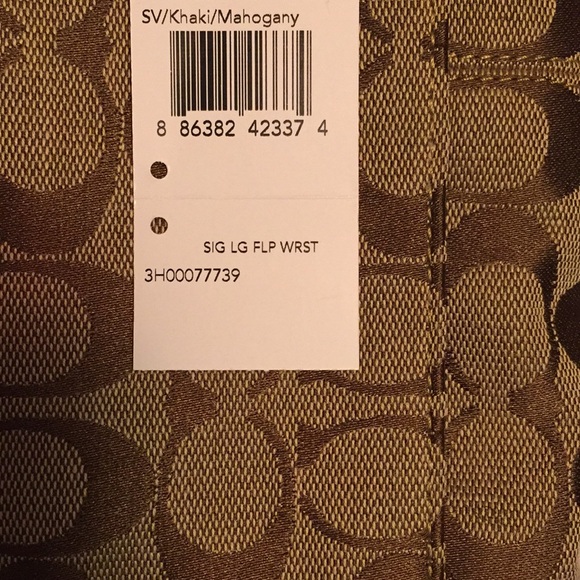 SV/Khaki/Mahogany
8 86382 42337 4
SIG LG FLP WRST
3H00077739